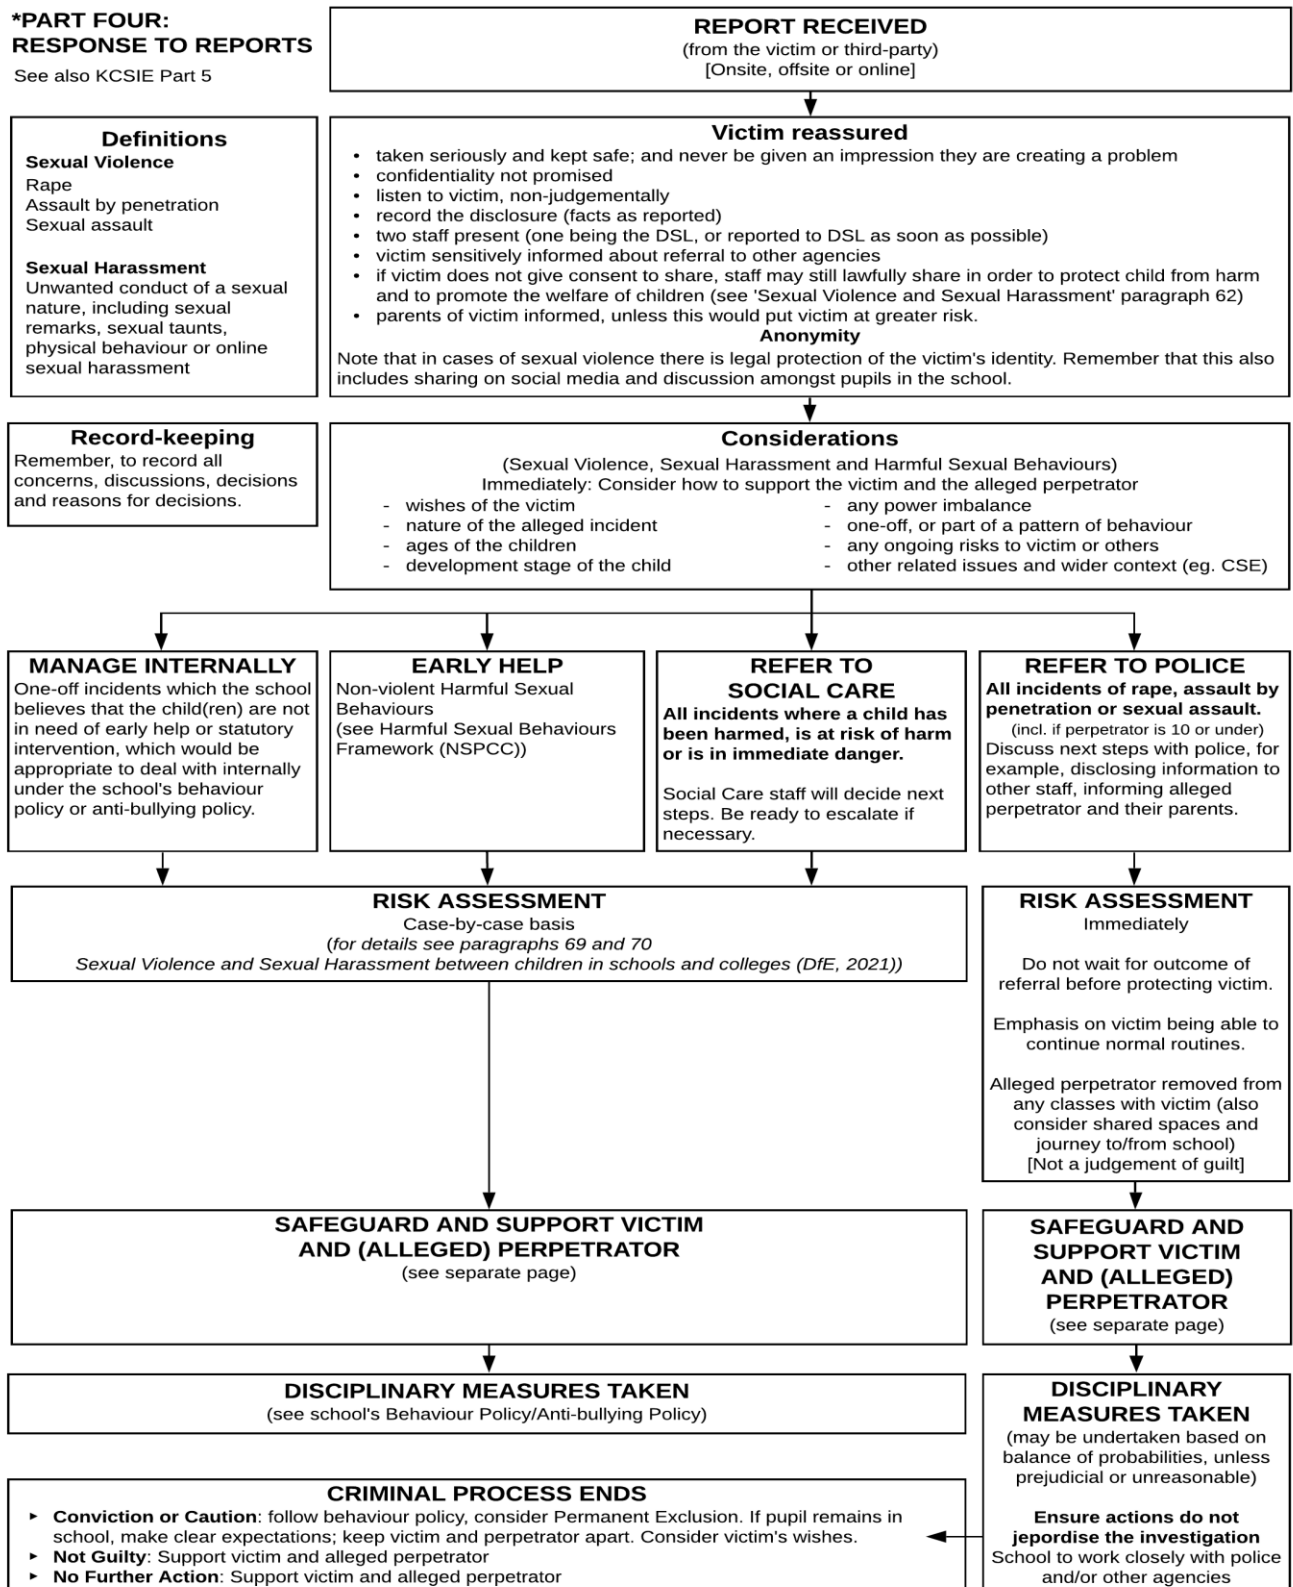 *PART FOUR:
RESPONSE TO REPORTS
See also KCSIE Part 5
REPORT RECEIVED
(from the victim or third-party)
[Onsite, offsite or online]
Definitions
Sexual Violence
Rape
Assault by penetration
Sexual assault
Sexual Harassment
Unwanted conduct of a sexual
nature, including sexual
remarks, sexual taunts,
physical behaviour or online
sexual harassment
Victim reassured
• taken seriously and kept safe; and never be given an impression they are creating a problem
• confidentiality not promised
• listen to victim, non-judgementally
• record the disclosure (facts as reported)
• two staff present (one being the DSL, or reported to DSL as soon as possible)
• victim sensitively informed about referral to other agencies
• if victim does not give consent to share, staff may still lawfully share in order to protect child from harm
and to promote the welfare of children (see 'Sexual Violence and Sexual Harassment' paragraph 62)
• parents of victim informed, unless this would put victim at greater risk.
Anonymity
Note that in cases of sexual violence there is legal protection of the victim's identity. Remember that this also
includes sharing on social media and discussion amongst pupils in the school.
Record-keeping
Remember, to record all
concerns, discussions, decisions
and reasons for decisions.
Considerations
(Sexual Violence, Sexual Harassment and Harmful Sexual Behaviours)
Immediately: Consider how to support the victim and the alleged perpetrator
- wishes of the victim
- nature of the alleged incident
- ages of the children
- development stage of the child
- any power imbalance
- one-off, or part of a pattern of behaviour
- any ongoing risks to victim or others
- other related issues and wider context (eg. CSE)
MANAGE INTERNALLY
One-off incidents which the school
believes that the child(ren) are not
in need of early help or statutory
intervention, which would be
appropriate to deal with internally
under the school's behaviour
policy or anti-bullying policy.
EARLY HELP
Non-violent Harmful Sexual
Behaviours
(see Harmful Sexual Behaviours
Framework (NSPCC))
REFER TO
SOCIAL CARE
All incidents where a child has
been harmed, is at risk of harm
or is in immediate danger.
Social Care staff will decide next
steps. Be ready to escalate if
necessary.
REFER TO POLICE
All incidents of rape, assault by
penetration or sexual assault.
(incl. if perpetrator is 10 or under)
Discuss next steps with police, for
example, disclosing information to
other staff, informing alleged
perpetrator and their parents.
RISK ASSESSMENT
Case-by-case basis
(for details see paragraphs 69 and 70
Sexual Violence and Sexual Harassment between children in schools and colleges (DfE, 2021))
RISK ASSESSMENT
Immediately
Do not wait for outcome of
referral before protecting victim.
Emphasis on victim being able to
continue normal routines.
Alleged perpetrator removed from
any classes with victim (also
consider shared spaces and
journey to/from school)
[Not a judgement of guilt]
SAFEGUARD AND SUPPORT VICTIM
AND (ALLEGED) PERPETRATOR
(see separate page)
SAFEGUARD AND
SUPPORT VICTIM
AND (ALLEGED)
PERPETRATOR
(see separate page)
DISCIPLINARY MEASURES TAKEN
(see school's Behaviour Policy/Anti-bullying Policy)
DISCIPLINARY
MEASURES TAKEN
(may be undertaken based on
balance of probabilities, unless
prejudicial or unreasonable)
Ensure actions do not
jepordise the investigation
School to work closely with police
and/or other agencies
CRIMINAL PROCESS ENDS
► Conviction or Caution: follow behaviour policy, consider Permanent Exclusion. If pupil remains in
school, make clear expectations; keep victim and perpetrator apart. Consider victim's wishes.
► Not Guilty: Support victim and alleged perpetrator
► No Further Action: Support victim and alleged perpetrator